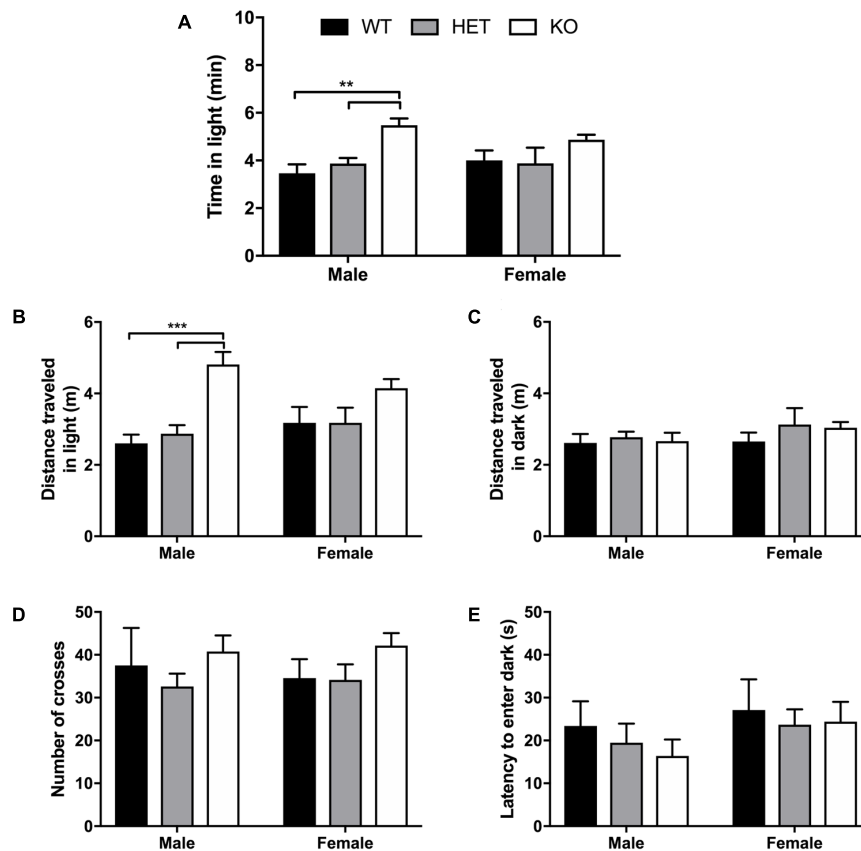 A
WT HET KO
Time in light (min)
10
8
6
4
2
0
**
Male Female
B
Distance traveled
in light (m)
6
4
2
0
***
Male Female
C
Distance traveled
in dark (m)
6
4
2
0
Male Female
D
Number of crosses
50
40
30
20
10
0
Male Female
E
Latency to enter dark (s)
50
40
30
20
10
0
Male Female